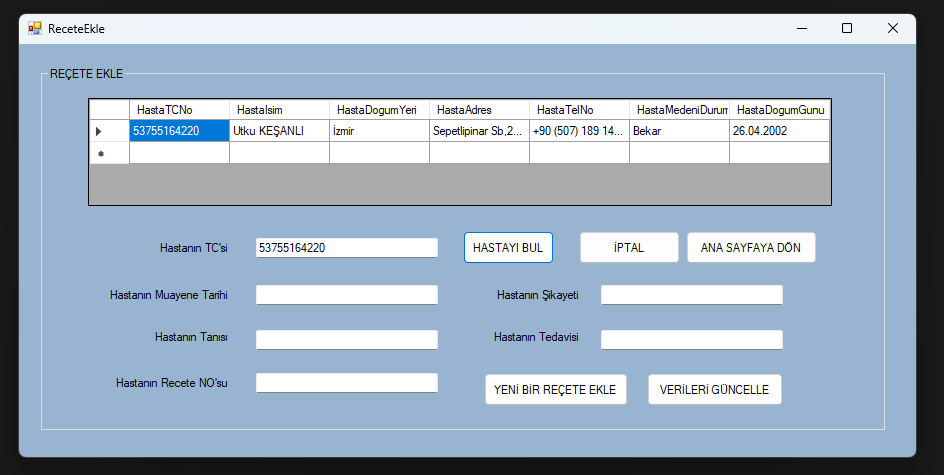 ReceteEkle
REÇETE EKLE
HastaTCNo HastaIsim HastaDogumYeri HastaAdres HastaTelNo HastaMedeniDurum HastaDogumGunu
53755164220 Utku KEŞANLI İzmir Sepetlipinar Sb,2... +90 (507) 189 14... Bekar 26.04.2002
Hastanın TC'si 53755164220 HASTAYI BUL İPTAL ANA SAYFAYA DÖN
Hastanın Muayene Tarihi Hastanın Şikayeti
Hastanın Tanısı Hastanın Tedavisi
Hastanın Recete NO'su YENİ BİR REÇETE EKLE VERİLERİ GÜNCELLE